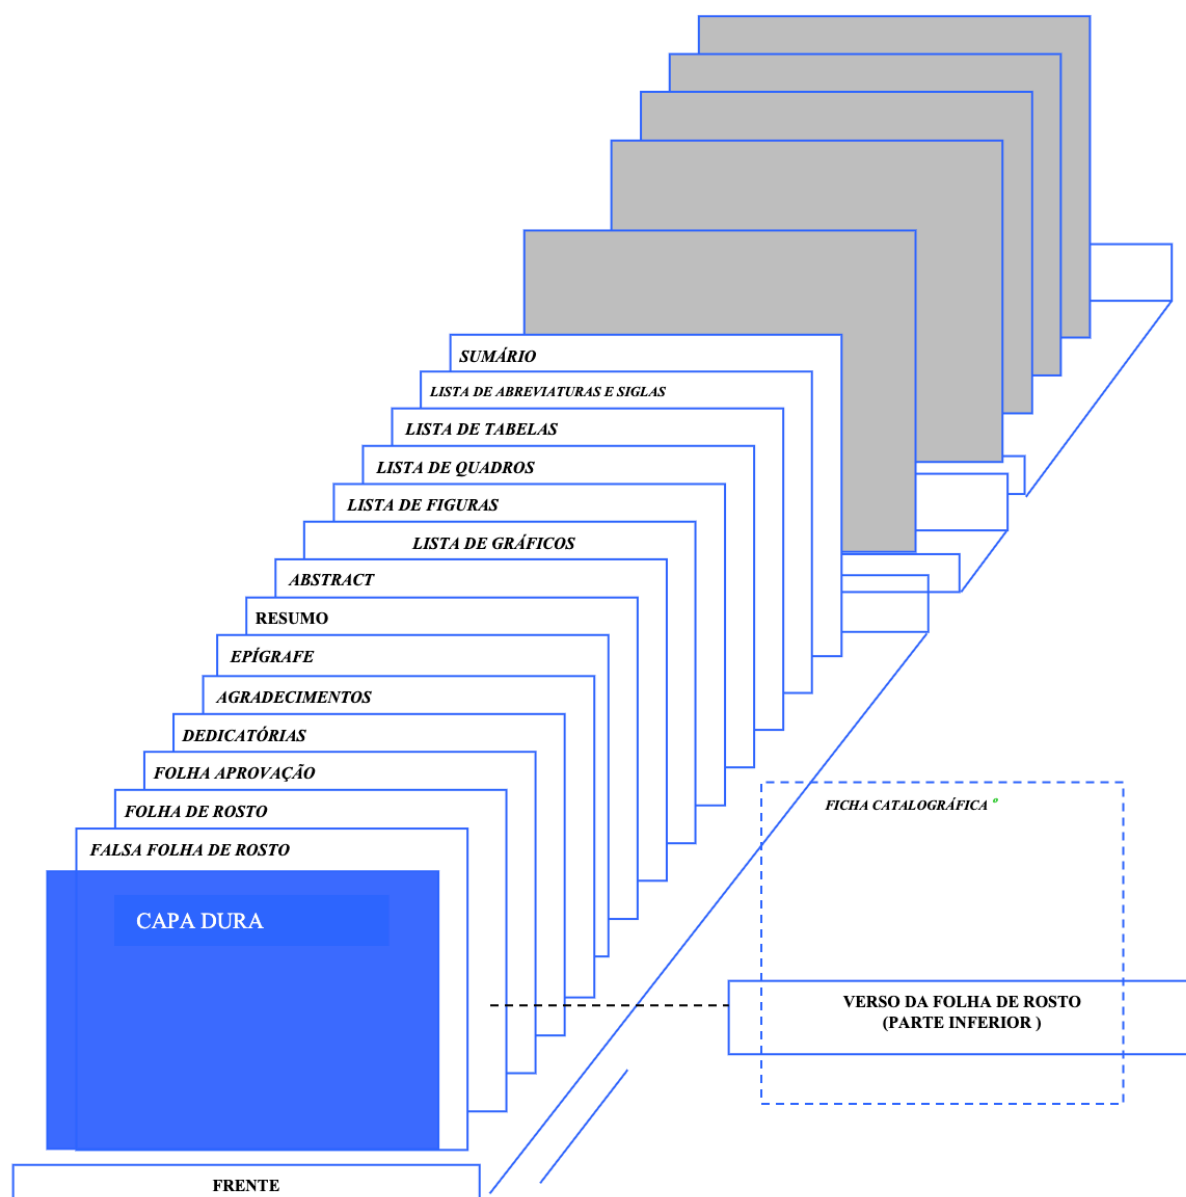 SUMÁRIO
LISTA DE ABREVIATURAS E SIGLAS
LISTA DE TABELAS
LISTA DE QUADROS
LISTA DE FIGURAS
LISTA DE GRÁFICOS
ABSTRACT
RESUMO
EPÍGRAFE
AGRADECIMENTOS
DEDICATÓRIAS
FOLHA APROVAÇÃO
FOLHA DE ROSTO
FALSA FOLHA DE ROSTO
CAPA DURA
FICHA CATALOGRÁFICA
VERSO DA FOLHA DE ROSTO
(PARTE INFERIOR )
FRENTE